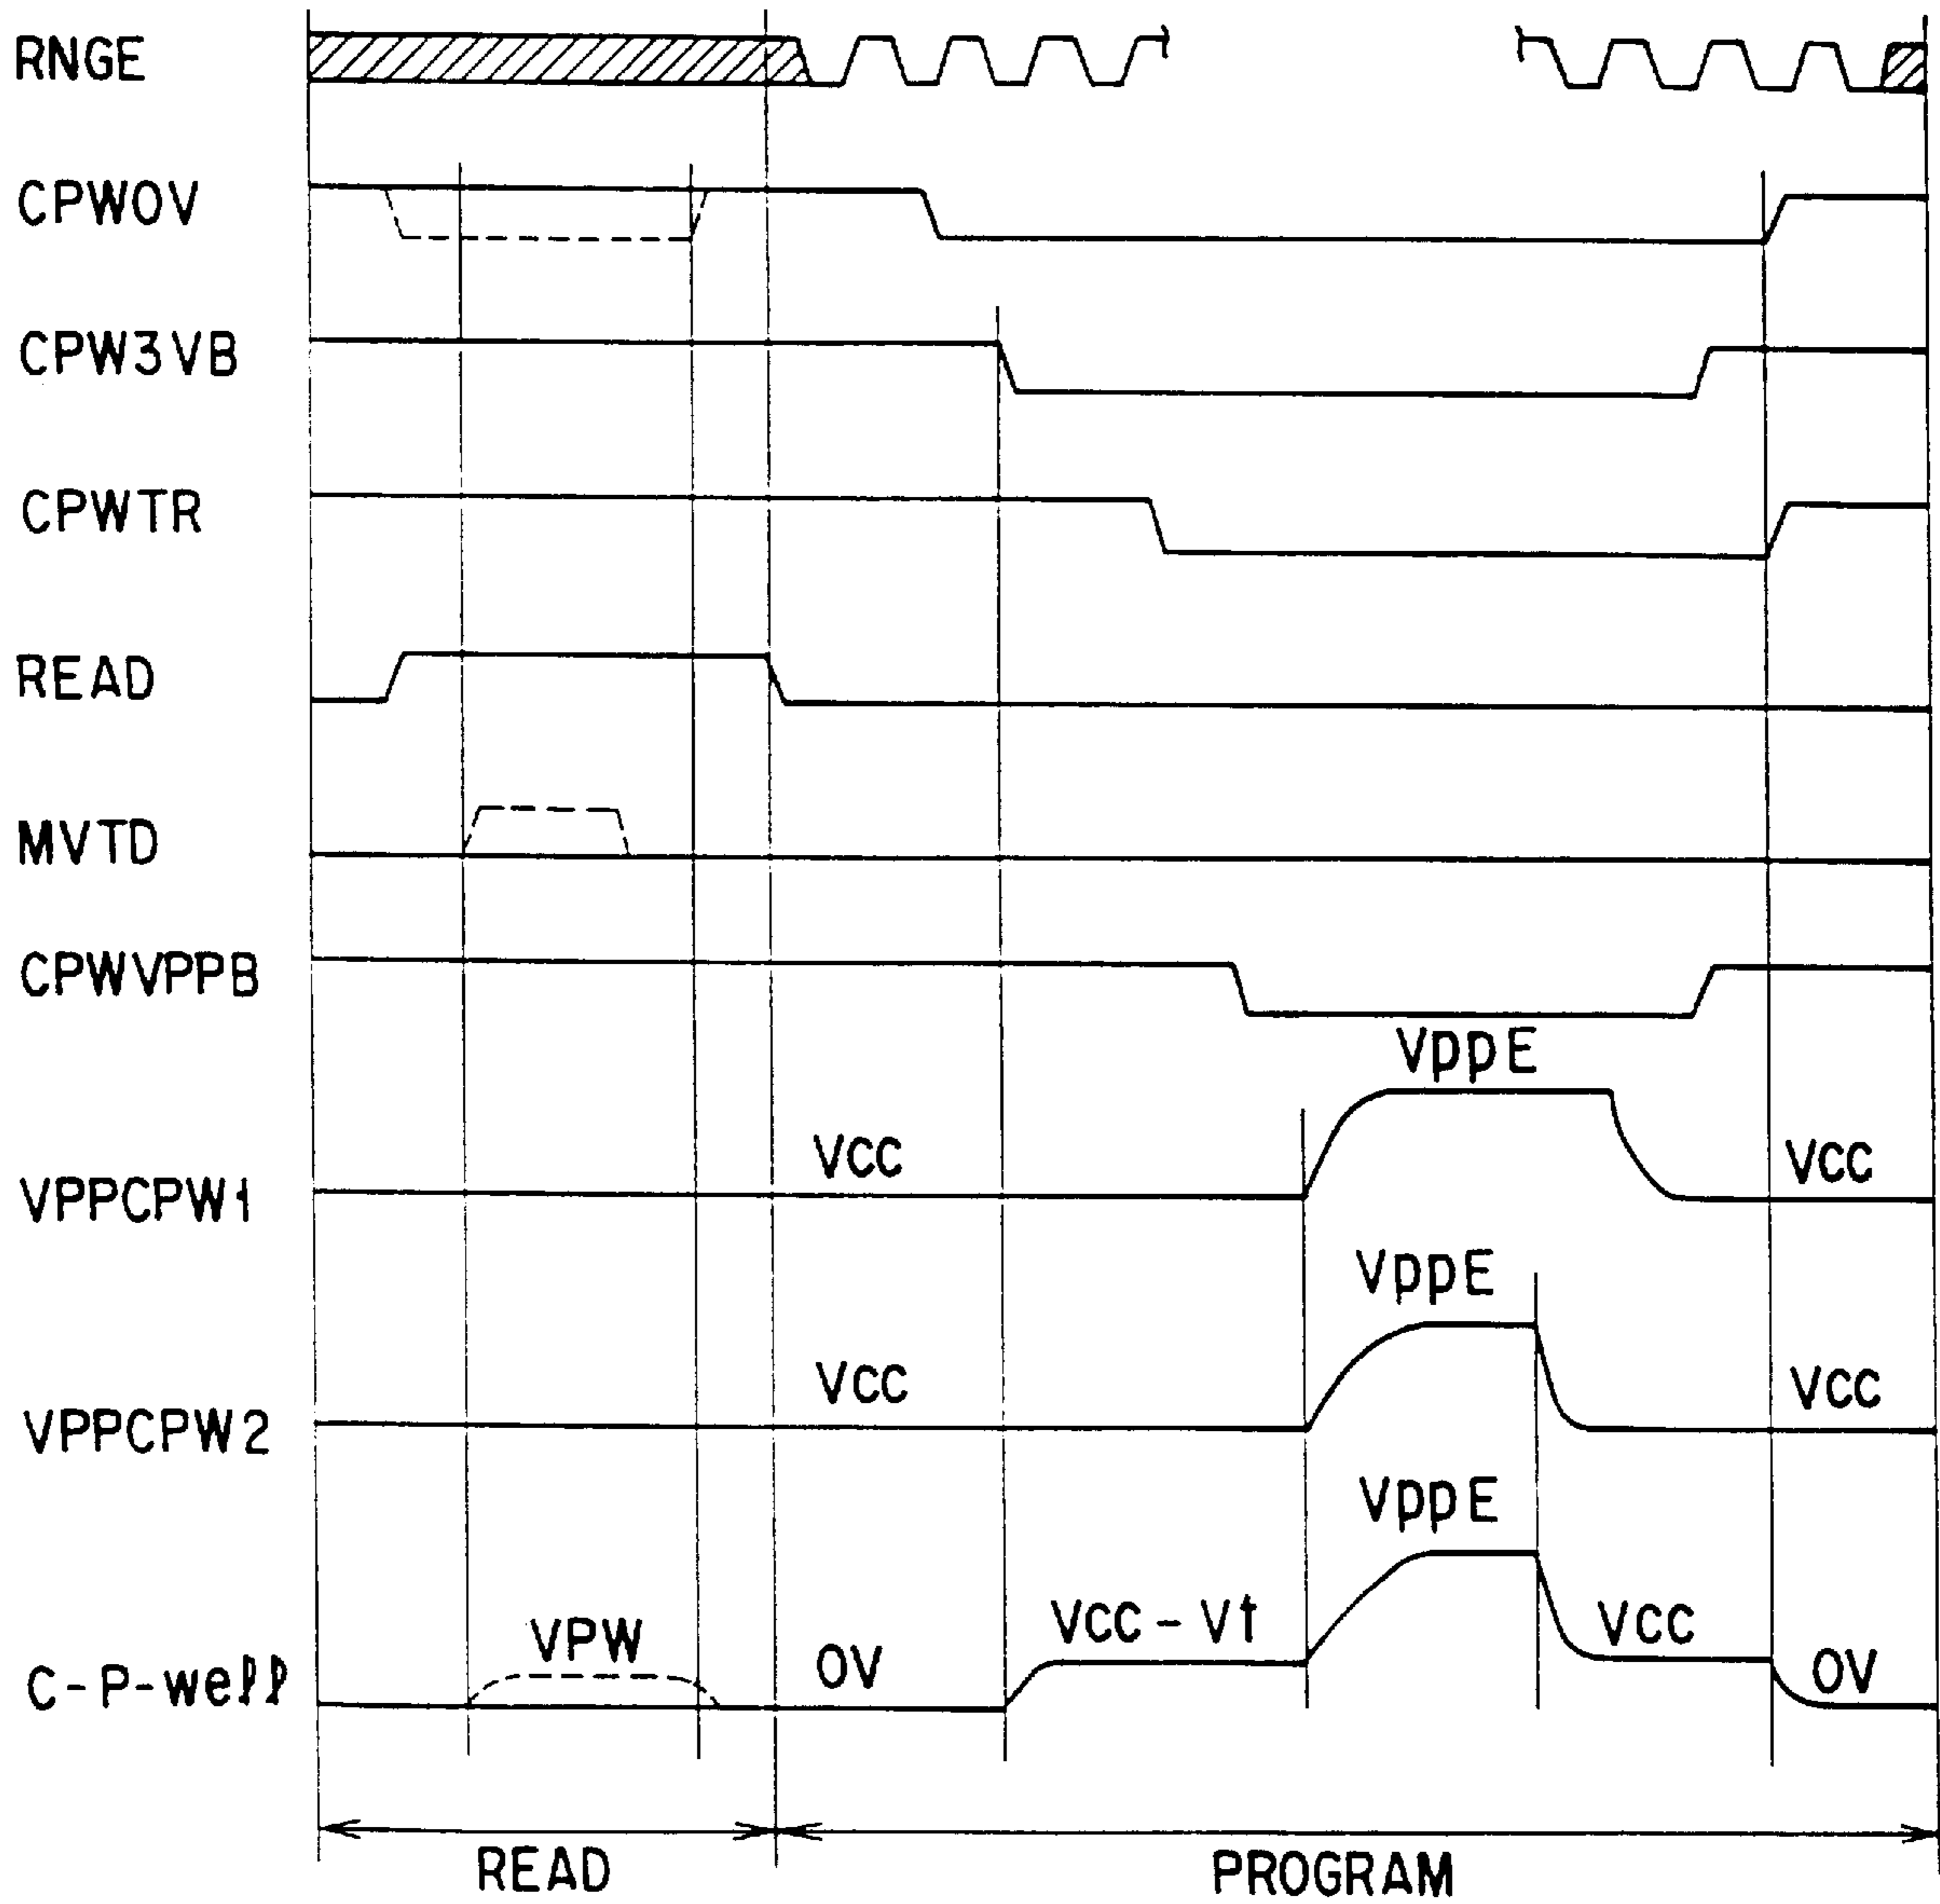 RNGE
CPW0V
CPW3VB
CPWTR
READ
MVTD
CPWVPPB
VppE
VCC
VCC
VPPCPW1
VppE
VCC
VCC
VPPCPW2
VppE
VPW
0V
VCC-Vt
VCC
0V
C-P-well
READ
PROGRAM